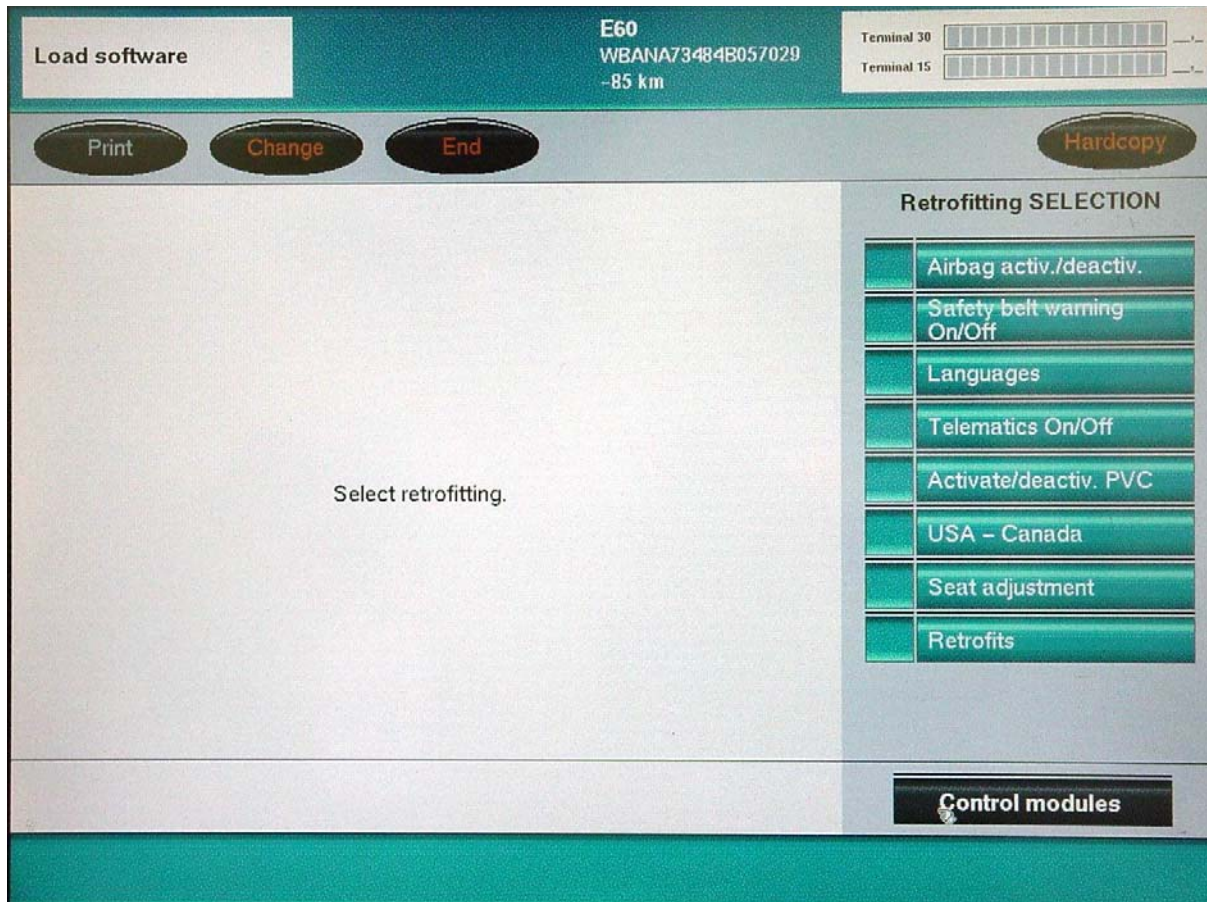 Load software
E60
WBANA73484B057029
-85 km
Terminal 30
Terminal 15
Print
Change
End
Hardcopy
Retrofitting SELECTION
Airbag activ./deactiv.
Safety belt warning
On/Off
Languages
Telematics On/Off
Activate/deactiv. PVC
USA – Canada
Seat adjustment
Retrofits
Select retrofitting.
Control modules